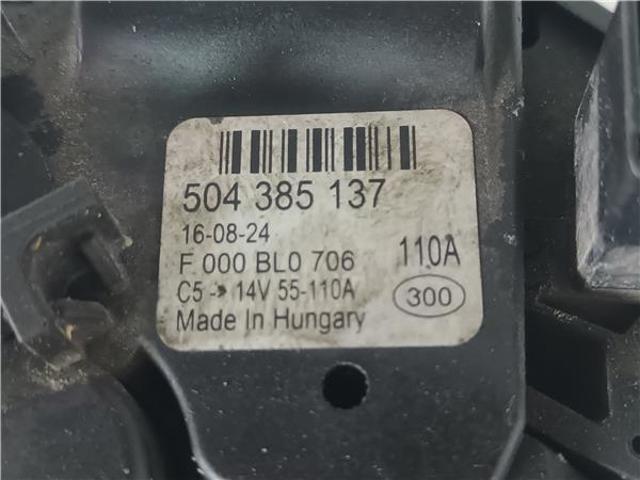 504 385 137
16-08-24
F 000 BL0 706 110A
C5 → 14V 55-110A 300
Made In Hungary